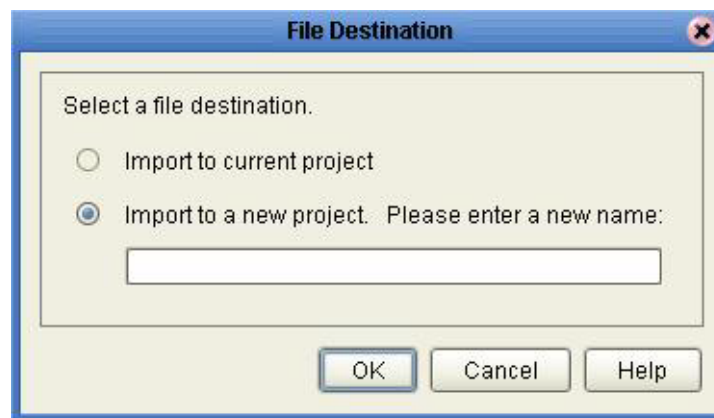 File Destination
Select a file destination.
Import to current project
Import to a new project. Please enter a new name:
OK Cancel Help